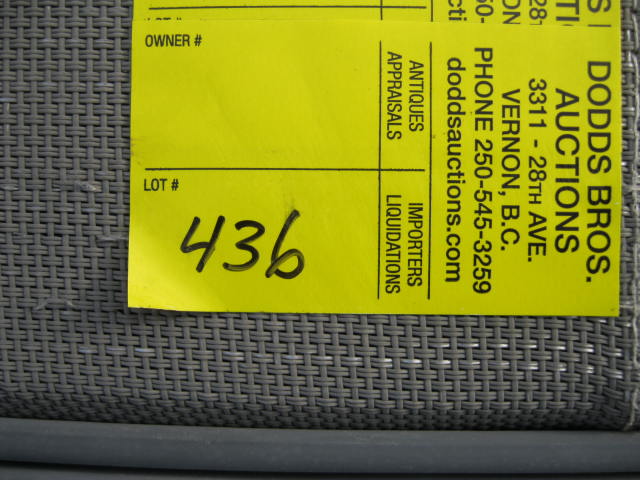 OWNER #
LOT #
436
ANTIQUES
APPRAISALS
IMPORTERS
LIQUIDATIONS
DODDS BROS.
AUCTIONS
3311 - 28TH AVE.
VERNON, B.C.
PHONE 250-545-3259
doddsauctions.com